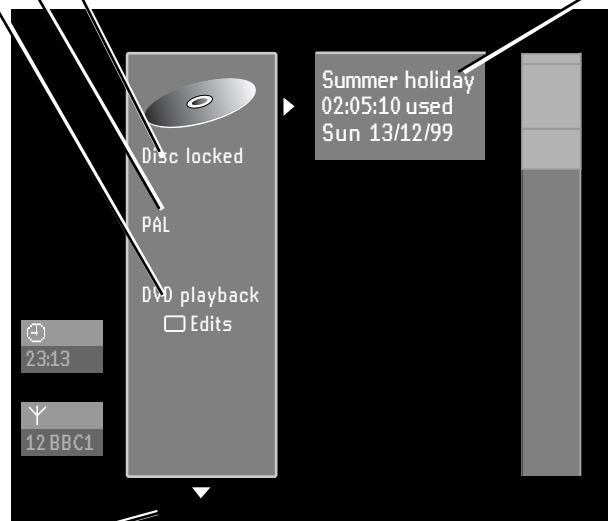 Summer holiday
02:05:10 used
Sun 13/12/99
Disc locked
PAL
DVD playback
Edits
23:13
12 BBC1